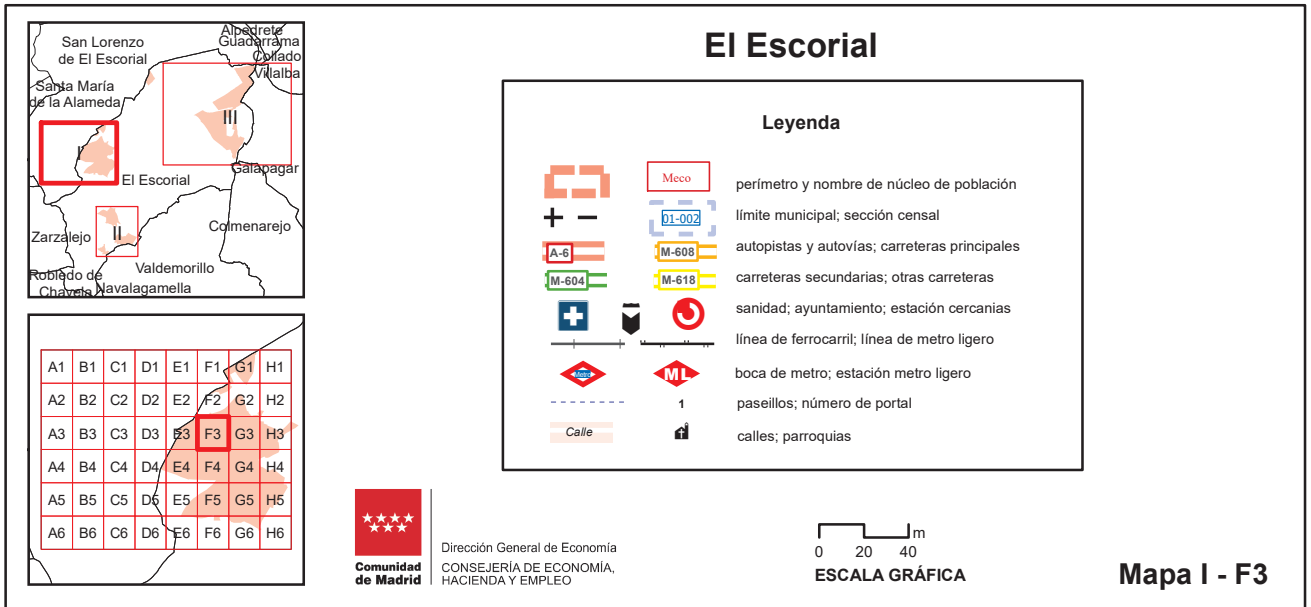 Alpedrete
San Lorenzo
de El Escorial
Guadarrama
Collado
Villalba
Santa María
de la Alameda
III
I
Galapagar
El Escorial
II
Colmenarejo
Zarzalejo
Valdemorillo
Robledo de
Chavela
Navalagamella
A1 B1 C1 D1 E1 F1 G1 H1
A2 B2 C2 D2 E2 F2 G2 H2
A3 B3 C3 D3 E3 F3 G3 H3
A4 B4 C4 D4 E4 F4 G4 H4
A5 B5 C5 D5 E5 F5 G5 H5
A6 B6 C6 D6 E6 F6 G6 H6
El Escorial
Leyenda
Meco perímetro y nombre de núcleo de población
01-002 límite municipal; sección censal
A-6 M-608 autopistas y autovías; carreteras principales
M-604 M-618 carreteras secundarias; otras carreteras
sanidad; ayuntamiento; estación cercanias
línea de ferrocarril; línea de metro ligero
Metro ML boca de metro; estación metro ligero
1 paseillos; número de portal
Calle calles; parroquias
Comunidad
de Madrid
Dirección General de Economía
CONSEJERÍA DE ECONOMÍA,
HACIENDA Y EMPLEO
m
0 20 40
ESCALA GRÁFICA
Mapa I - F3